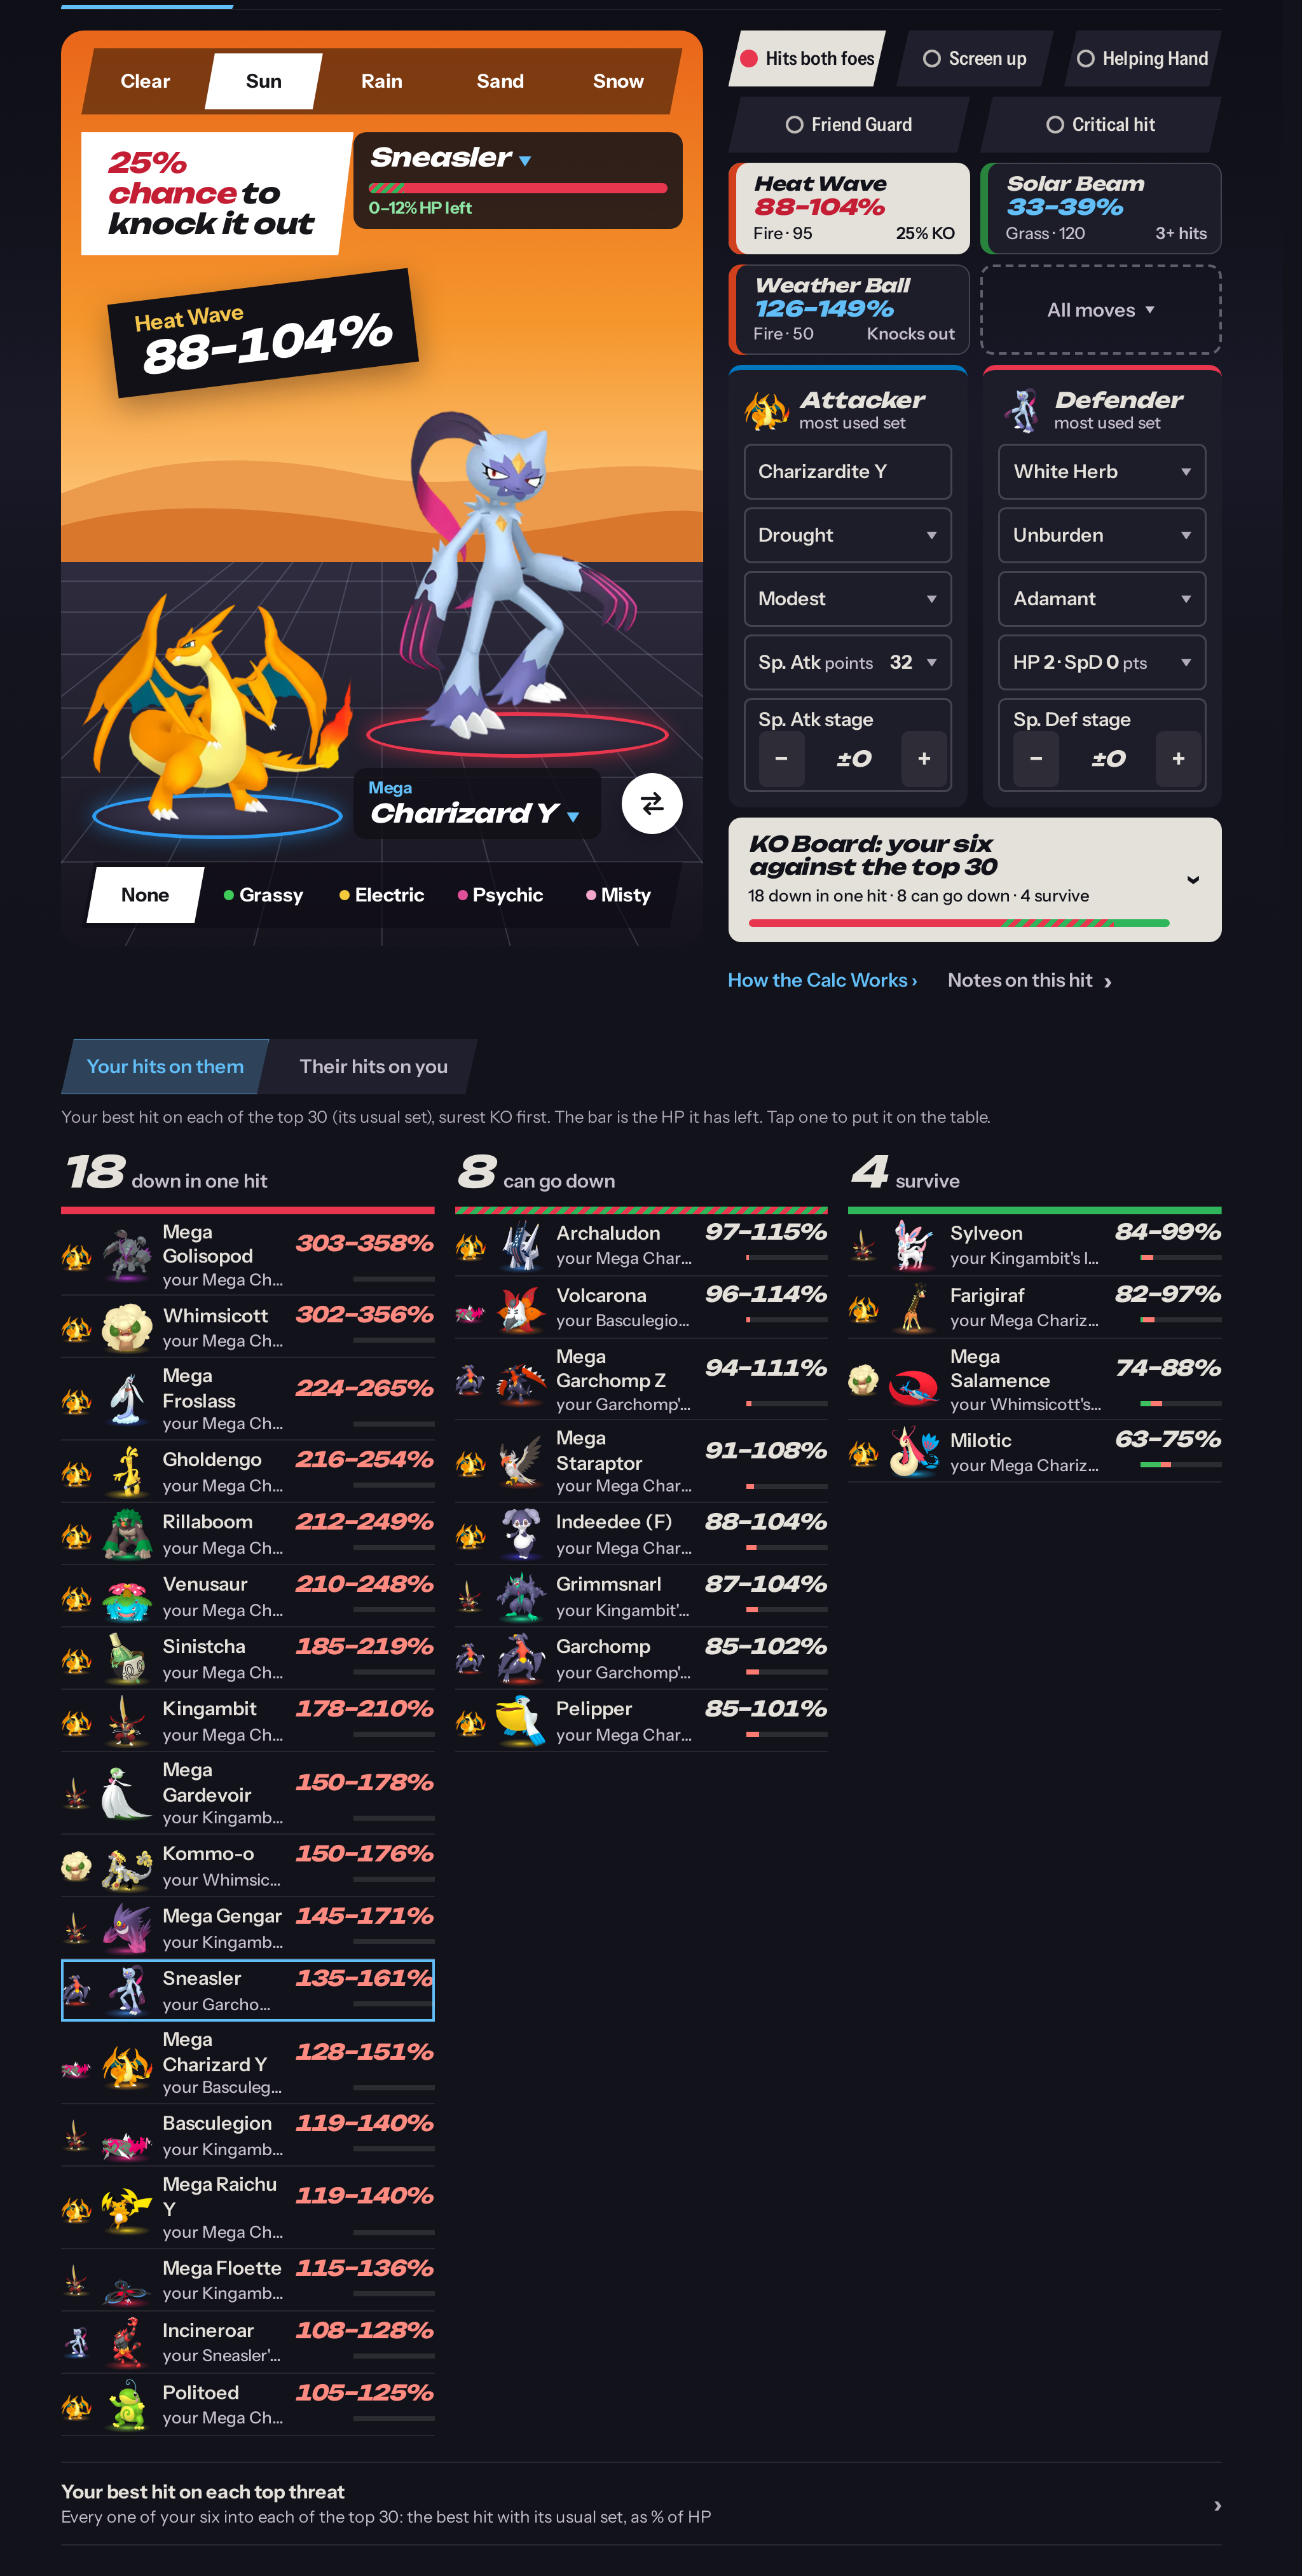 Clear
Sun
Rain
Sand
Snow
25%
chance to
knock it out
Sneasler
0–12% HP left
Heat Wave
88–104%
Mega
Charizard Y
None
Grassy
Electric
Psychic
Misty
Hits both foes
Screen up
Helping Hand
Friend Guard
Critical hit
Heat Wave
88–104%
Fire · 95
25% KO
Solar Beam
33–39%
Grass · 120
3+ hits
Weather Ball
126–149%
Fire · 50
Knocks out
All moves
Attacker
most used set
Charizardite Y
Drought
Modest
Sp. Atk points 32
Sp. Atk stage
− ±0 +
Defender
most used set
White Herb
Unburden
Adamant
HP 2 · SpD 0 pts
Sp. Def stage
− ±0 +
KO Board: your six
against the top 30
18 down in one hit · 8 can go down · 4 survive
How the Calc Works ›
Notes on this hit ›
Your hits on them
Their hits on you
Your best hit on each of the top 30 (its usual set), surest KO first. The bar is the HP it has left. Tap one to put it on the table.
18 down in one hit
Mega
Golisopod
303–358%
your Mega Ch...
Whimsicott
302–356%
your Mega Ch...
Mega
Froslass
224–265%
your Mega Ch...
Gholdengo
216–254%
your Mega Ch...
Rillaboom
212–249%
your Mega Ch...
Venusaur
210–248%
your Mega Ch...
Sinistcha
185–219%
your Mega Ch...
Kingambit
178–210%
your Mega Ch...
Mega
Gardevoir
150–178%
your Kingamb...
Kommo-o
150–176%
your Whimsic...
Mega Gengar
145–171%
your Kingamb...
Sneasler
135–161%
your Garcho...
Mega
Charizard Y
128–151%
your Basculeg...
Basculegion
119–140%
your Kingamb...
Mega Raichu
Y
119–140%
your Mega Ch...
Mega Floette
115–136%
your Kingamb...
Incineroar
108–128%
your Sneasler'...
Politoed
105–125%
your Mega Ch...
8 can go down
Archaludon
97–115%
your Mega Char...
Volcarona
96–114%
your Basculegio...
Mega
Garchomp Z
94–111%
your Garchomp'...
Mega
Staraptor
91–108%
your Mega Char...
Indeedee (F)
88–104%
your Mega Char...
Grimmsnarl
87–104%
your Kingambit'...
Garchomp
85–102%
your Garchomp'...
Pelipper
85–101%
your Mega Char...
4 survive
Sylveon
84–99%
your Kingambit's I...
Farigiraf
82–97%
your Mega Chariz...
Mega
Salamence
74–88%
your Whimsicott's...
Milotic
63–75%
your Mega Chariz...
Your best hit on each top threat
Every one of your six into each of the top 30: the best hit with its usual set, as % of HP